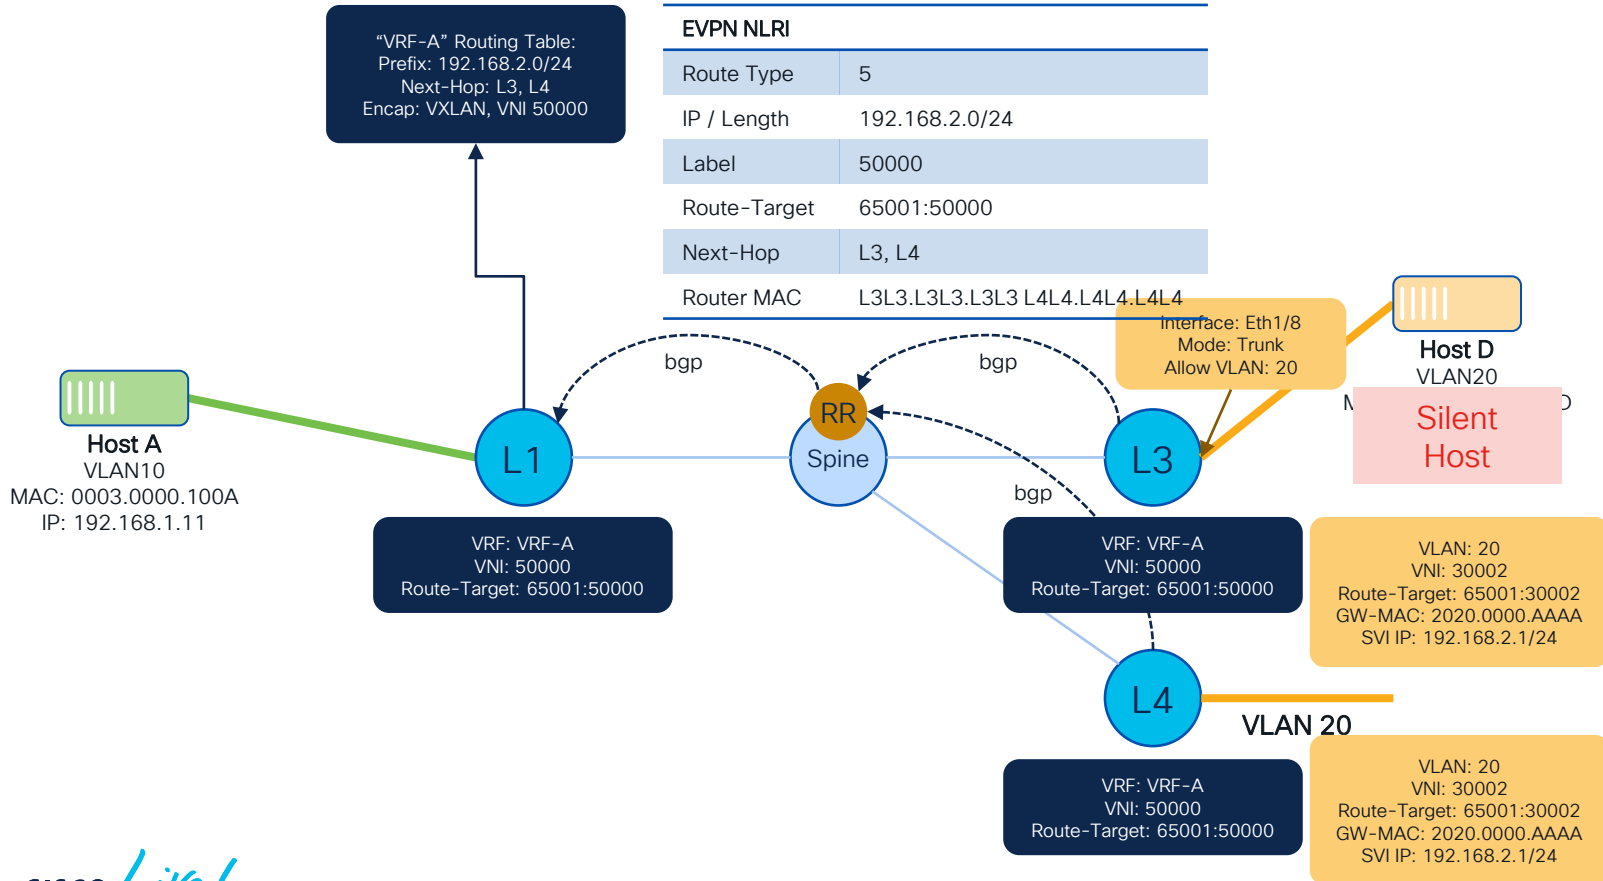 "VRF-A" Routing Table:
Prefix: 192.168.2.0/24
Next-Hop: L3, L4
Encap: VXLAN, VNI 50000
EVPN NLRI
Route Type 5
IP / Length 192.168.2.0/24
Label 50000
Route-Target 65001:50000
Next-Hop L3, L4
Router MAC L3L3.L3L3.L3L3 L4L4.L4L4.L4L4
Interface: Eth1/8
Mode: Trunk
Allow VLAN: 20
Host D
VLAN20
Silent
Host
bgp
bgp
bgp
RR
Spine
L1
L3
Host A
VLAN10
MAC: 0003.0000.100A
IP: 192.168.1.11
VRF: VRF-A
VNI: 50000
Route-Target: 65001:50000
VRF: VRF-A
VNI: 50000
Route-Target: 65001:50000
VLAN: 20
VNI: 30002
Route-Target: 65001:30002
GW-MAC: 2020.0000.AAAA
SVI IP: 192.168.2.1/24
L4
VLAN 20
VRF: VRF-A
VNI: 50000
Route-Target: 65001:50000
VLAN: 20
VNI: 30002
Route-Target: 65001:30002
GW-MAC: 2020.0000.AAAA
SVI IP: 192.168.2.1/24